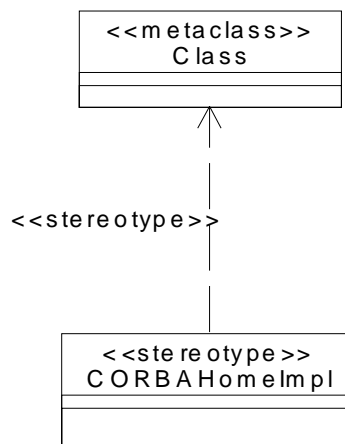 <<metaclass>>
Class
<<stereotype>>
<<stereotype>>
CORBAHomeImpl